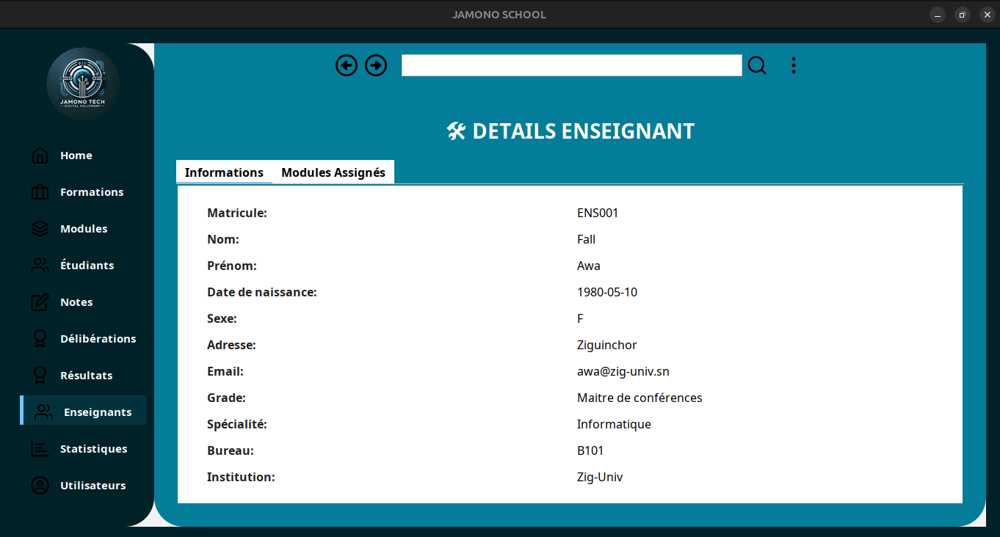 JAMONO SCHOOL
JAMONO TECH
DIGITAL SOLUTMENT
Home
Formations
Modules
Étudiants
Notes
Délibérations
Résultats
Enseignants
Statistiques
Utilisateurs
DETAILS ENSEIGNANT
Informations Modules Assignés
Matricule: ENS001
Nom: Fall
Prénom: Awa
Date de naissance: 1980-05-10
Sexe: F
Adresse: Ziguinchor
Email: awa@zig-univ.sn
Grade: Maitre de conférences
Spécialité: Informatique
Bureau: B101
Institution: Zig-Univ